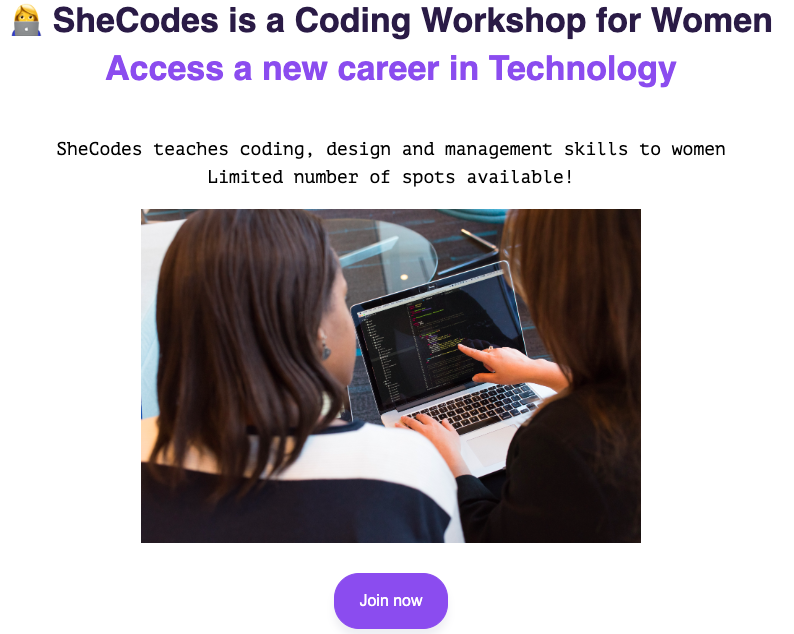 👩‍💻 SheCodes is a Coding Workshop for Women
Access a new career in Technology
SheCodes teaches coding, design and management skills to women
Limited number of spots available!
Join now